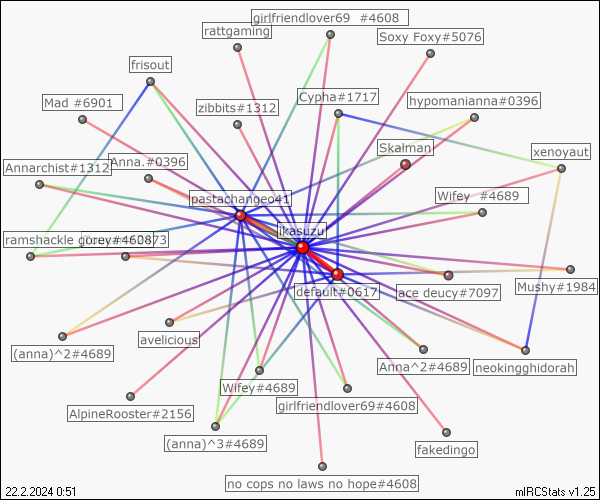 girlfriendlover69 #4608
rattgaming
Soxy Foxy#5076
frisout
Cypha#1717
hypomanianna#0396
Mad #6901
zibbits#1312
Skalman
xenoyaut
Annarchist#1312
Anna.#0396
pastachange41
Wifey #4689
ikasuzu
ramshackle gorey#4608
default#0617
ace deucy#7097
Mushy#1984
avelicious
(anna)^2#4689
Anna^2#4689
neokingghidorah
Wifey#4689
AlpineRooster#2156
girlfriendlover69#4608
(anna)^3#4689
fakedingo
no cops no laws no hope#4608
22.2.2024 0:51
mIRCStats v1.25